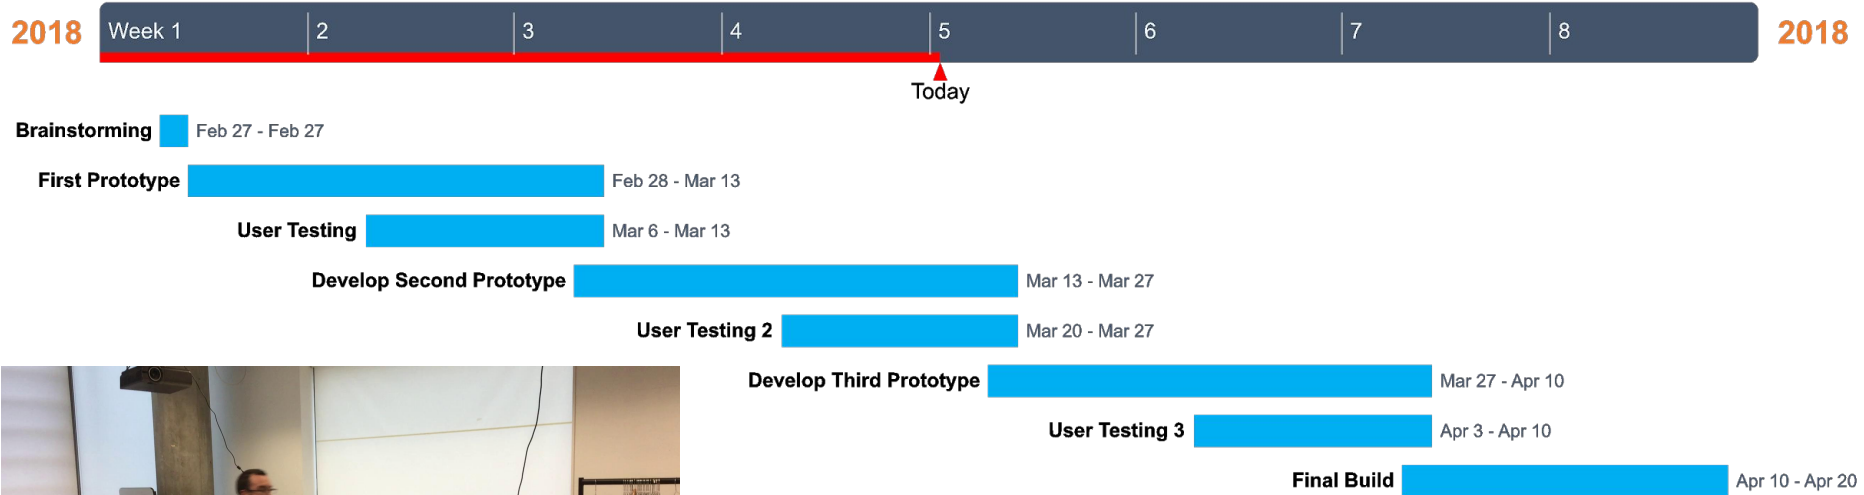 2018 Week 1 2 3 4 5 6 7 8 2018
Today
Brainstorming Feb 27 - Feb 27
First Prototype Feb 28 - Mar 13
User Testing Mar 6 - Mar 13
Develop Second Prototype Mar 13 - Mar 27
User Testing 2 Mar 20 - Mar 27
Develop Third Prototype Mar 27 - Apr 10
User Testing 3 Apr 3 - Apr 10
Final Build Apr 10 - Apr 20